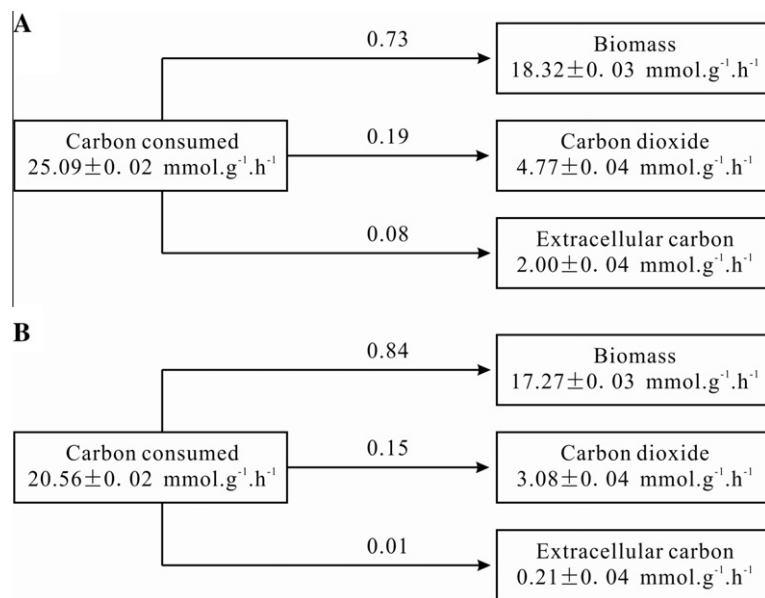 A
0.73
Biomass
18.32±0. 03 mmol.g⁻¹.h⁻¹
Carbon consumed
25.09±0. 02 mmol.g⁻¹.h⁻¹
0.19
Carbon dioxide
4.77±0. 04 mmol.g⁻¹.h⁻¹
0.08
Extracellular carbon
2.00±0. 04 mmol.g⁻¹.h⁻¹
B
0.84
Biomass
17.27±0. 03 mmol.g⁻¹.h⁻¹
Carbon consumed
20.56±0. 02 mmol.g⁻¹.h⁻¹
0.15
Carbon dioxide
3.08±0. 04 mmol.g⁻¹.h⁻¹
0.01
Extracellular carbon
0.21±0. 04 mmol.g⁻¹.h⁻¹